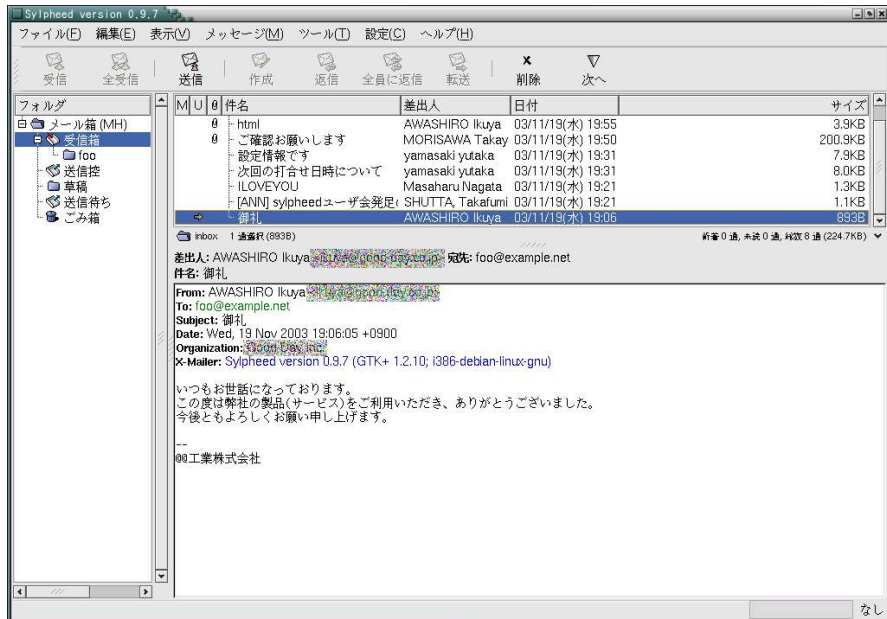 Sylpheed version 0.9.7
ファイル(F) 編集(E) 表示(V) メッセージ(M) ツール(T) 設定(C) ヘルプ(H)
受信 全受信 送信 作成 返信 全員に返信 転送 削除 次へ
フォルダ
メール箱 (MH)
受信箱
foo
送信控
草稿
送信待ち
ごみ箱
M U 件名 差出人 日付 サイズ
html AWASHIRO Ikuya 03/11/19(水) 19:55 3.9KB
ご確認お願いします MORISAWA Takay 03/11/19(水) 19:50 200.9KB
設定情報です yamasaki yutaka 03/11/19(水) 19:31 7.9KB
次回の打合せ日時について yamasaki yutaka 03/11/19(水) 19:31 8.0KB
ILOVEYOU Masaharu Nagata 03/11/19(水) 19:21 1.3KB
[ANN] sylpheedユーザ会発足( SHUTTA, Takafumi 03/11/19(水) 19:21 1.1KB
御礼 AWASHIRO Ikuya 03/11/19(水) 19:06 893B
inbox 1 通選択 (893B) 新着 0 通, 未読 0 通, 総数 8 通 (224.7KB)
差出人: AWASHIRO Ikuya 宛先: foo@example.net
件名: 御礼
From: AWASHIRO Ikuya
To: foo@example.net
Subject: 御礼
Date: Wed, 19 Nov 2003 19:06:05 +0900
Organization:
X-Mailer: Sylpheed version 0.9.7 (GTK+ 1.2.10; i386-debian-linux-gnu)
いつもお世話になっております。
この度は弊社の製品(サービス)をご利用いただき、ありがとうございました。
今後ともよろしくお願い申し上げます。
--
@@工業株式会社
なし